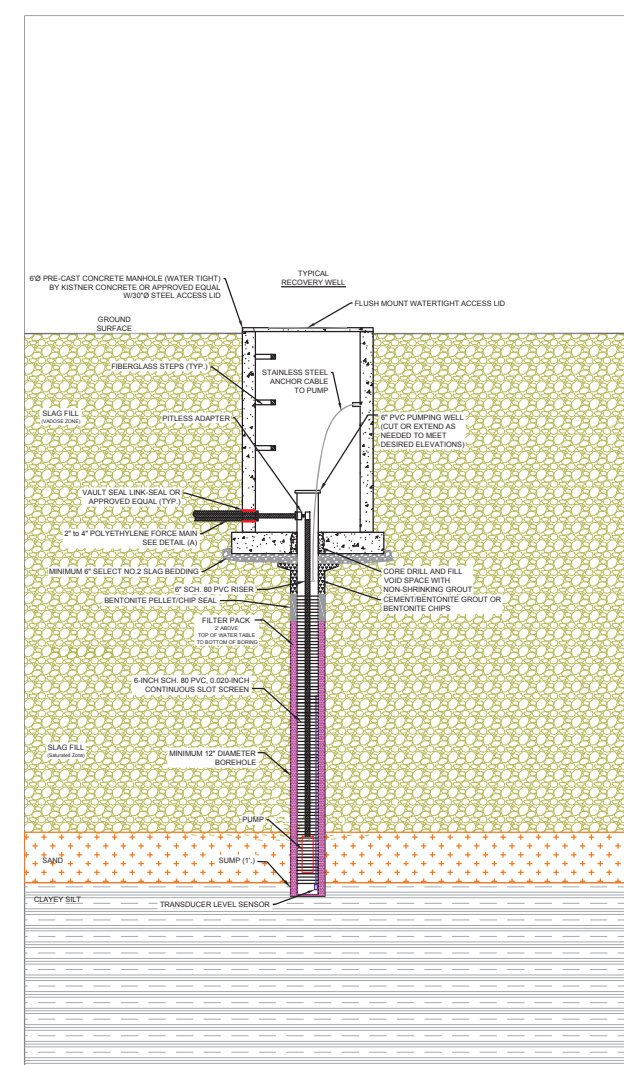 TYPICAL
RECOVERY WELL
6'Ø PRE-CAST CONCRETE MANHOLE (WATER TIGHT)
BY KISTNER CONCRETE OR APPROVED EQUAL
W/30"Ø STEEL ACCESS LID
FLUSH MOUNT WATERTIGHT ACCESS LID
GROUND
SURFACE
FIBERGLASS STEPS (TYP.)
STAINLESS STEEL
ANCHOR CABLE
TO PUMP
SLAG FILL
(VADOSE ZONE)
PITLESS ADAPTER
6" PVC PUMPING WELL
(CUT OR EXTEND AS
NEEDED TO MEET
DESIRED ELEVATIONS)
VAULT SEAL LINK-SEAL OR
APPROVED EQUAL (TYP.)
2" to 4" POLYETHYLENE FORCE MAIN
SEE DETAIL (A)
MINIMUM 6" SELECT NO.2 SLAG BEDDING
CORE DRILL AND FILL
VOID SPACE WITH
NON-SHRINKING GROUT
6" SCH. 80 PVC RISER
CEMENT/BENTONITE GROUT OR
BENTONITE CHIPS
BENTONITE PELLET/CHIP SEAL
FILTER PACK
2' ABOVE
TOP OF WATER TABLE
TO BOTTOM OF BORING
6-INCH SCH. 80 PVC, 0.020-INCH
CONTINUOUS SLOT SCREEN
SLAG FILL
(Saturated Zone)
MINIMUM 12" DIAMETER
BOREHOLE
PUMP
SAND
SUMP (1'.)
CLAYEY SILT
TRANSDUCER LEVEL SENSOR